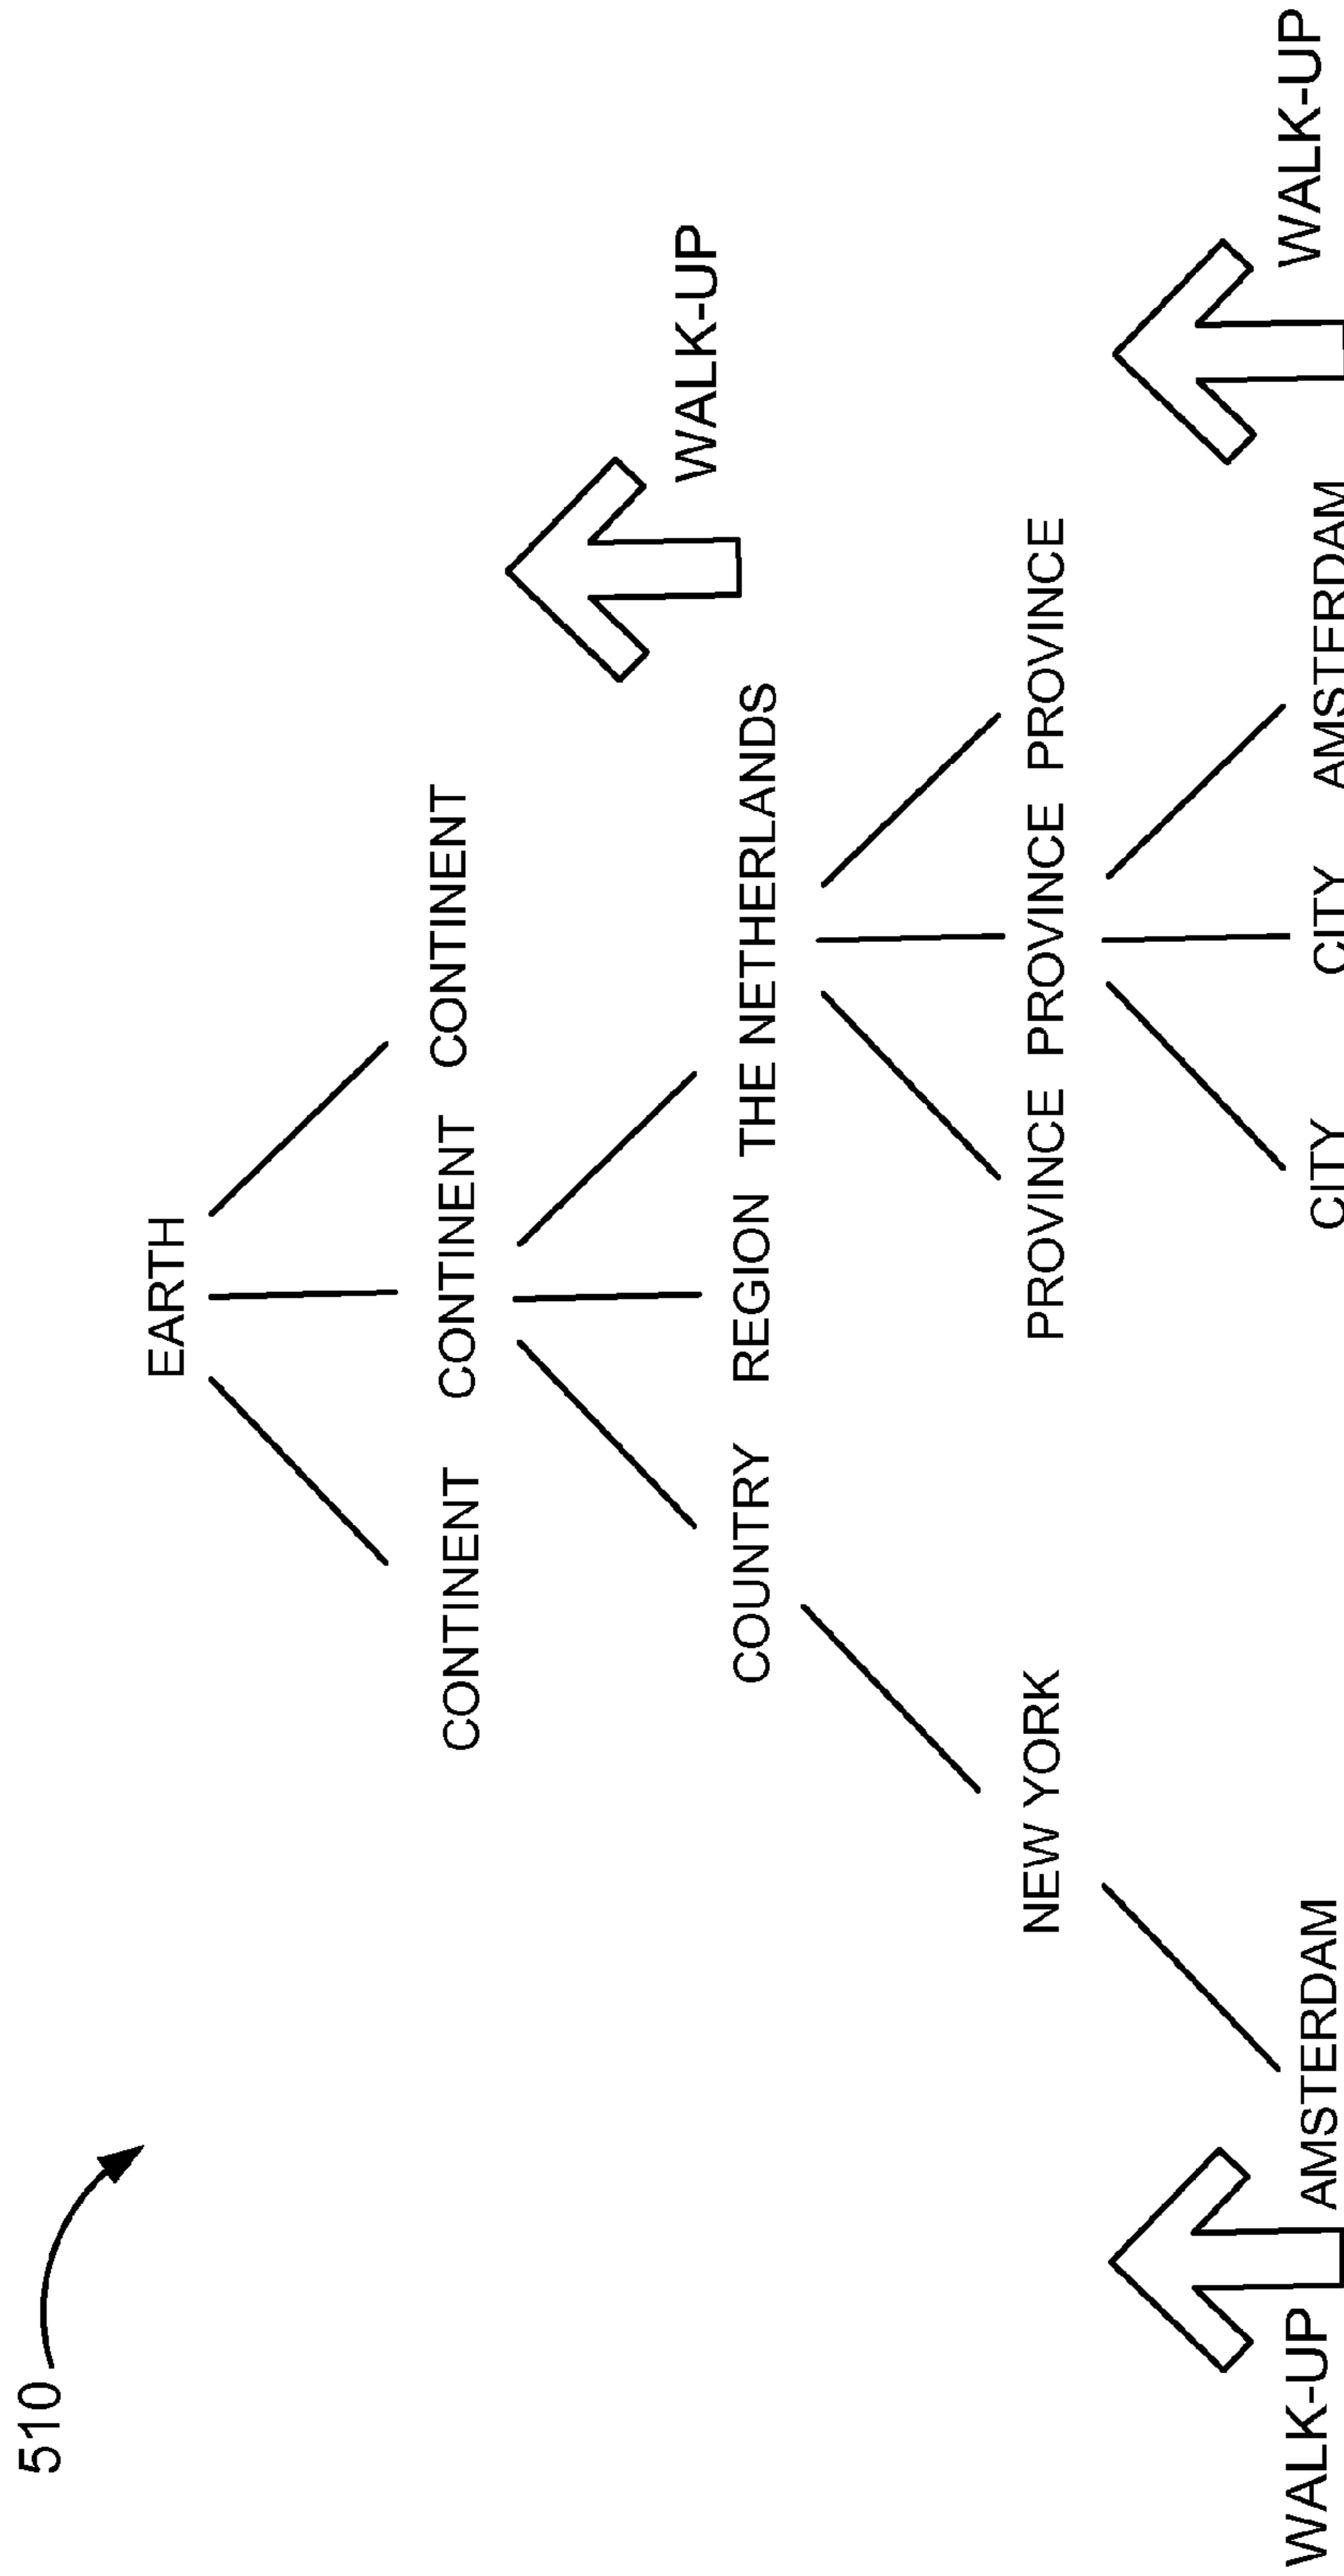 510
EARTH
CONTINENT CONTINENT CONTINENT
WALK-UP
COUNTRY REGION THE NETHERLANDS
NEW YORK PROVINCE PROVINCE PROVINCE
WALK-UP AMSTERDAM CITY CITY AMSTERDAM WALK-UP